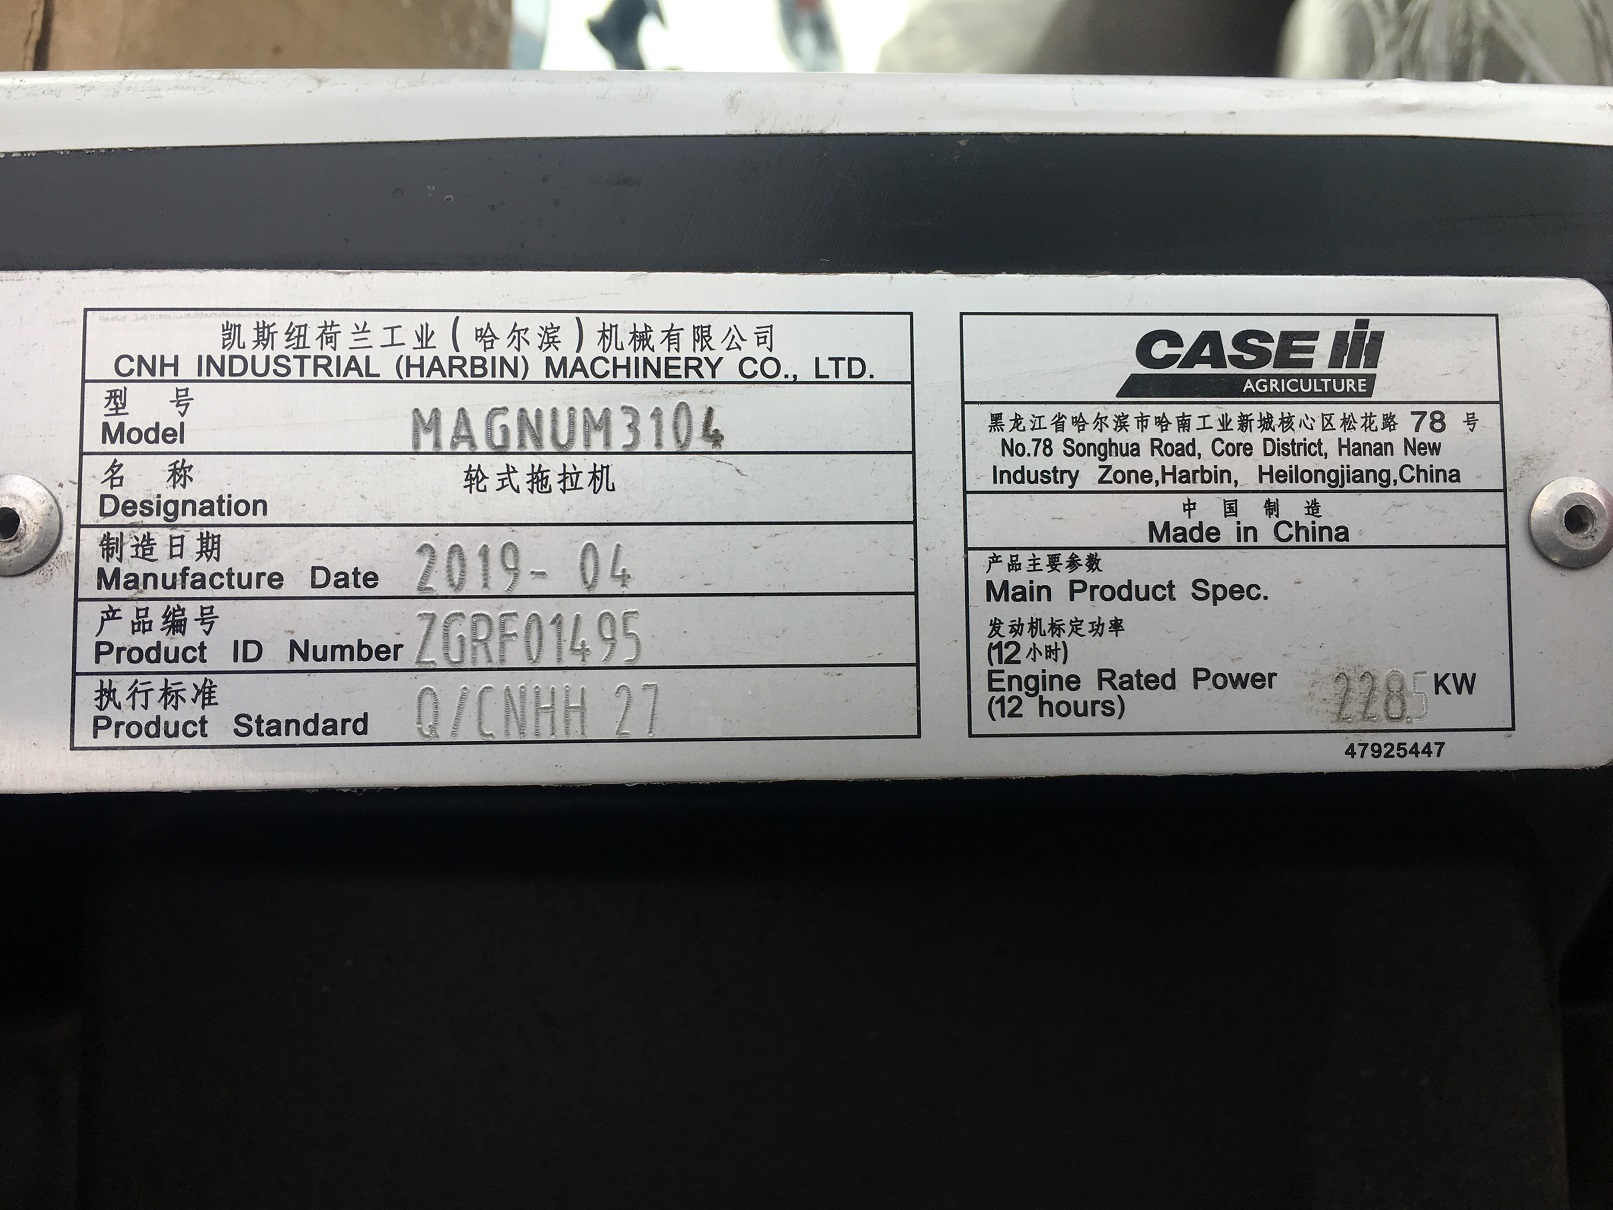 凯斯纽荷兰工业(哈尔滨)机械有限公司
CNH INDUSTRIAL (HARBIN) MACHINERY CO., LTD.
型 号
Model MAGNUM3104
名 称 轮式拖拉机
Designation
制造日期
Manufacture Date 2019-04
产品编号
Product ID Number ZGRF01495
执行标准
Product Standard Q/CNHH 27
CASE IH
AGRICULTURE
黑龙江省哈尔滨市哈南工业新城核心区松花路 78 号
No.78 Songhua Road, Core District, Hanan New
Industry Zone,Harbin, Heilongjiang,China
中 国 制 造
Made in China
产品主要参数
Main Product Spec.
发动机标定功率
(12小时)
Engine Rated Power 228.5 KW
(12 hours)
47925447